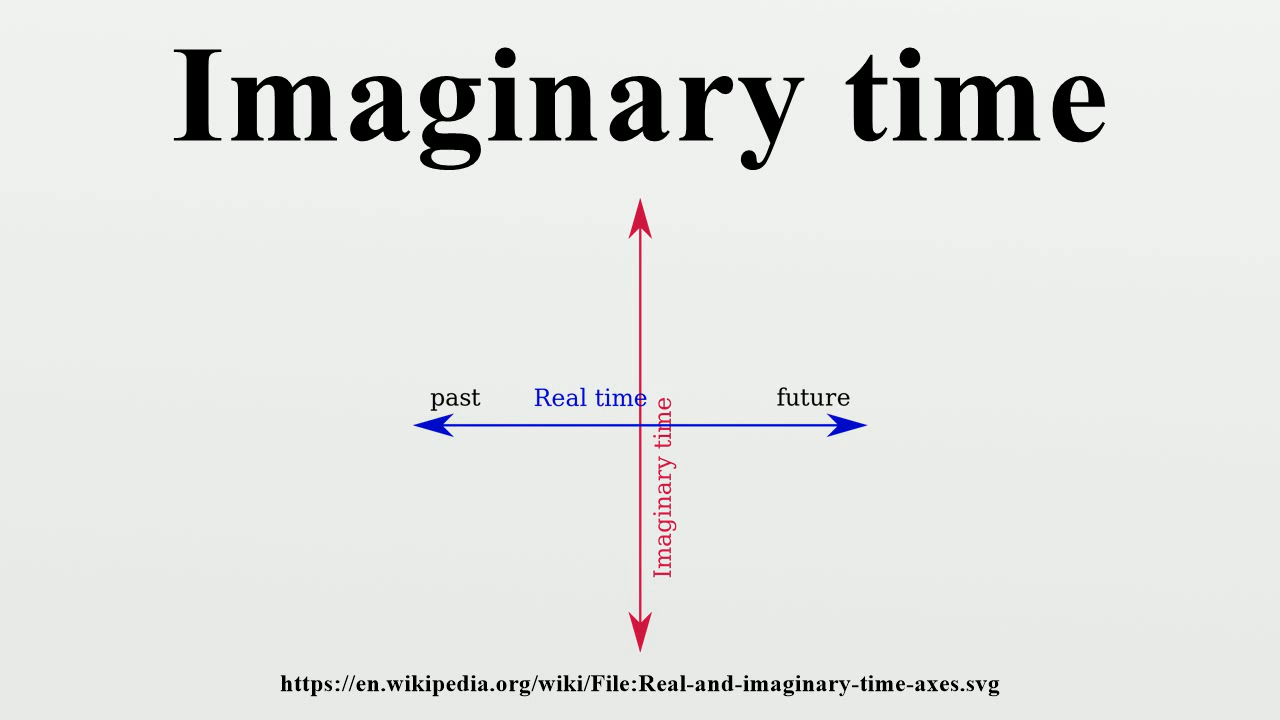 Imaginary time
past
Real time
future
Imaginary time
https://en.wikipedia.org/wiki/File:Real-and-imaginary-time-axes.svg